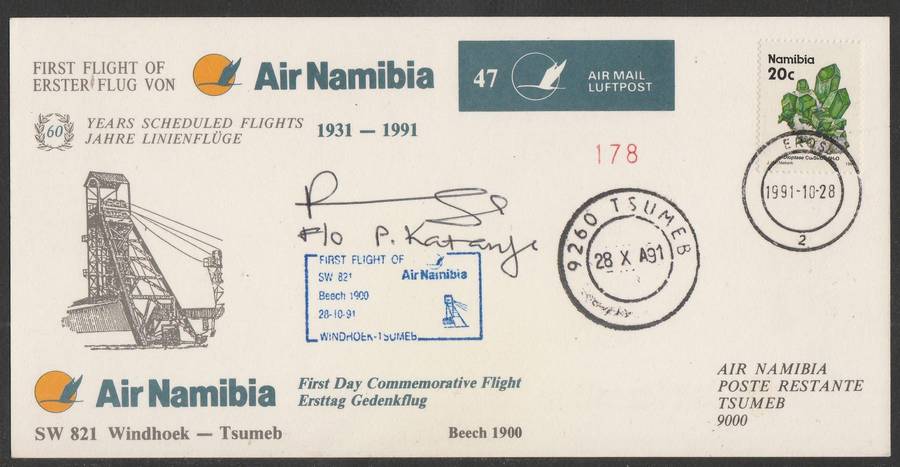 FIRST FLIGHT OF
ERSTER FLUG VON
Air Namibia
47
AIR MAIL
LUFTPOST
Namibia
20c
60
YEARS SCHEDULED FLIGHTS
JAHRE LINIENFLÜGE
1931 — 1991
178
EROS
1991-10-28
2
F/O P. Katanje
9260 TSUMEB
28 X A91
FIRST FLIGHT OF
SW 821 Air Namibia
Beech 1900
28-10-91
WINDHOEK-TSUMEB
Air Namibia
First Day Commemorative Flight
Ersttag Gedenkflug
AIR NAMIBIA
POSTE RESTANTE
TSUMEB
9000
SW 821 Windhoek — Tsumeb
Beech 1900